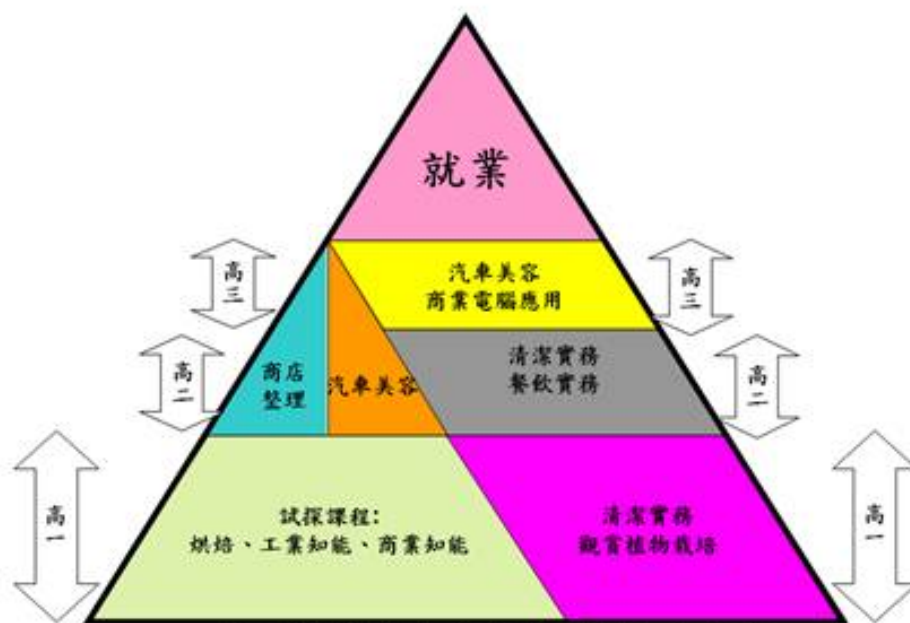 就業
高三
汽車美容
商業電腦應用
高三
高二
商店
整理
汽車美容
清潔實務
餐飲實務
高二
高一
試探課程:
烘焙、工業知能、商業知能
清潔實務
觀賞植物栽培
高一